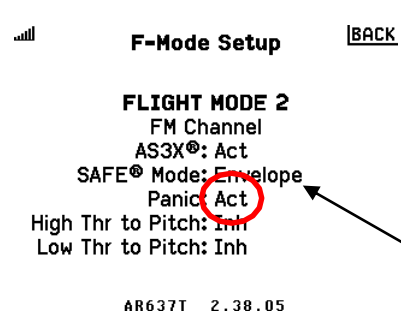 F-Mode Setup
BACK
FLIGHT MODE 2
FM Channel
AS3X®: Act
SAFE® Mode: Envelope
Panic: Act
High Thr to Pitch: Inh
Low Thr to Pitch: Inh
AR637T 2.38.05